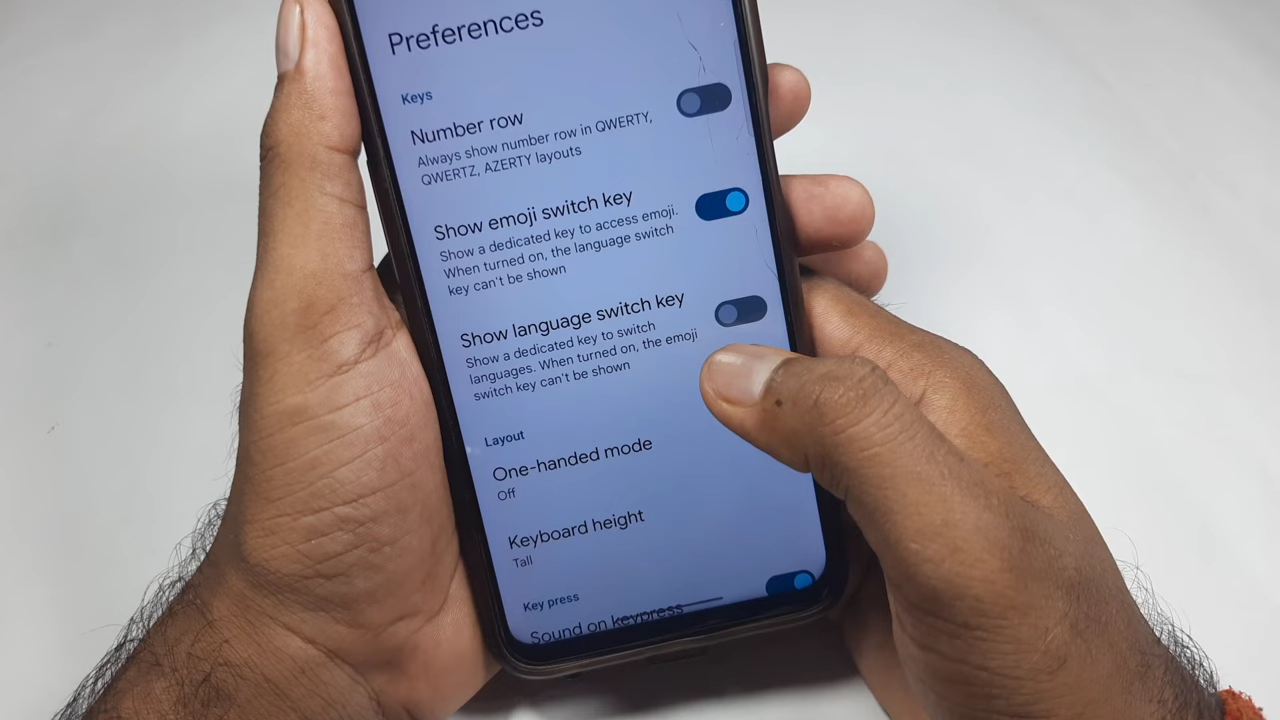 Preferences
Keys
Number row
Always show number row in QWERTY,
QWERTZ, AZERTY layouts
Show emoji switch key
Show a dedicated key to access emoji.
When turned on, the language switch
key can't be shown
Show language switch key
Show a dedicated key to switch
languages. When turned on, the emoji
switch key can't be shown
Layout
One-handed mode
Off
Keyboard height
Tall
Key press
Sound on keypress